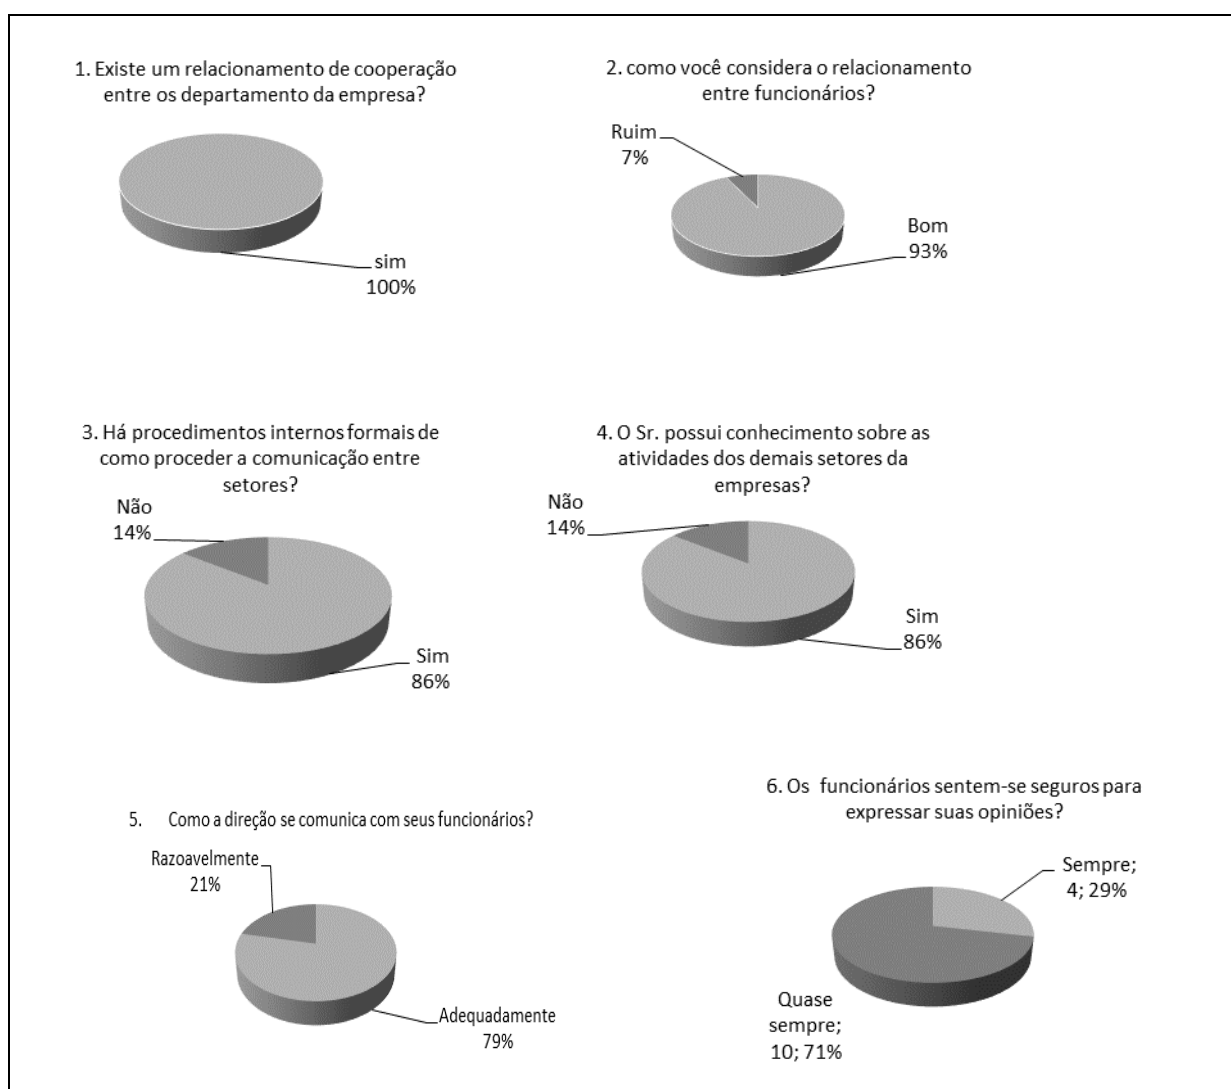 1. Existe um relacionamento de cooperação
entre os departamento da empresa?
sim
100%
2. como você considera o relacionamento
entre funcionários?
Ruim
7%
Bom
93%
3. Há procedimentos internos formais de
como proceder a comunicação entre
setores?
Não
14%
Sim
86%
4. O Sr. possui conhecimento sobre as
atividades dos demais setores da
empresas?
Não
14%
Sim
86%
5. Como a direção se comunica com seus funcionários?
Razoavelmente
21%
Adequadamente
79%
6. Os funcionários sentem-se seguros para
expressar suas opiniões?
Sempre;
4; 29%
Quase
sempre;
10; 71%